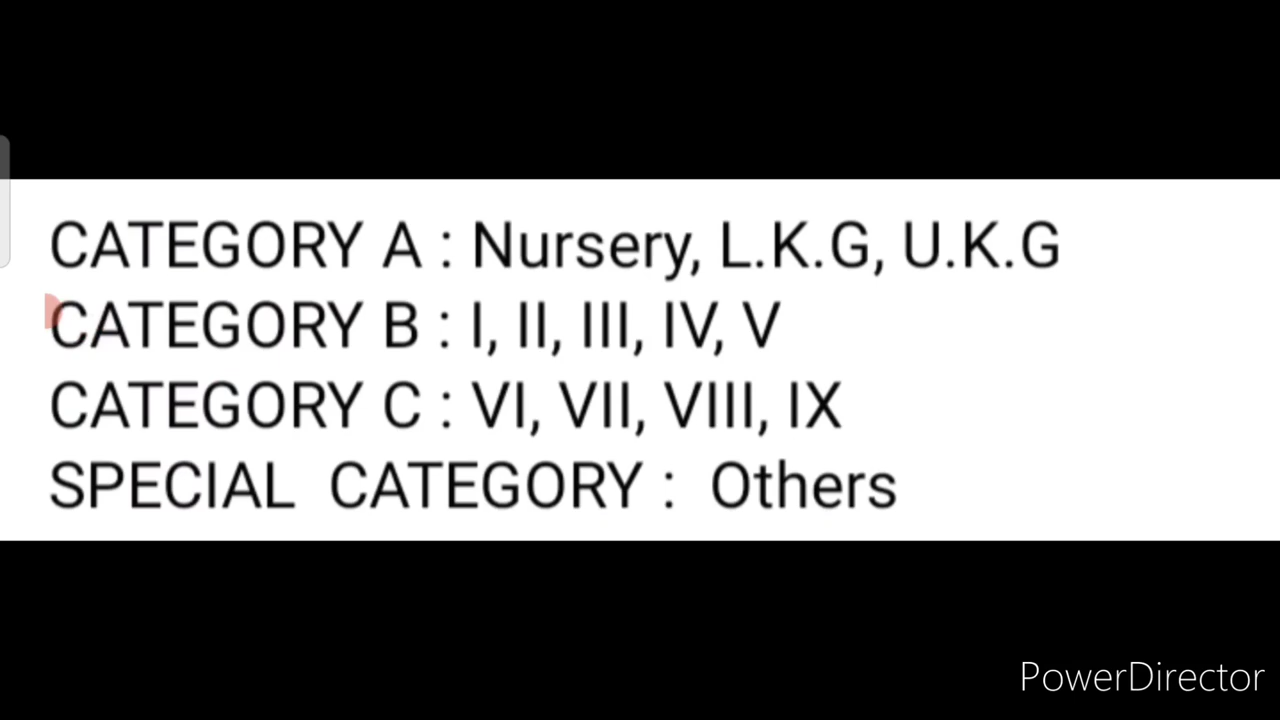 CATEGORY A : Nursery, L.K.G, U.K.G
CATEGORY B : I, II, III, IV, V
CATEGORY C : VI, VII, VIII, IX
SPECIAL CATEGORY : Others
PowerDirector